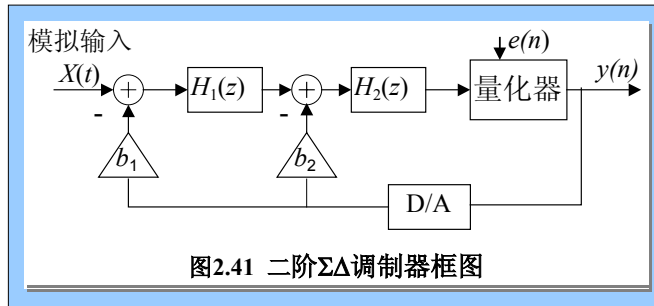 模拟输入
e(n)
X(t)
H₁(z)
H₂(z)
量化器
y(n)
-
-
b₁
b₂
D/A
图2.41 二阶ΣΔ调制器框图